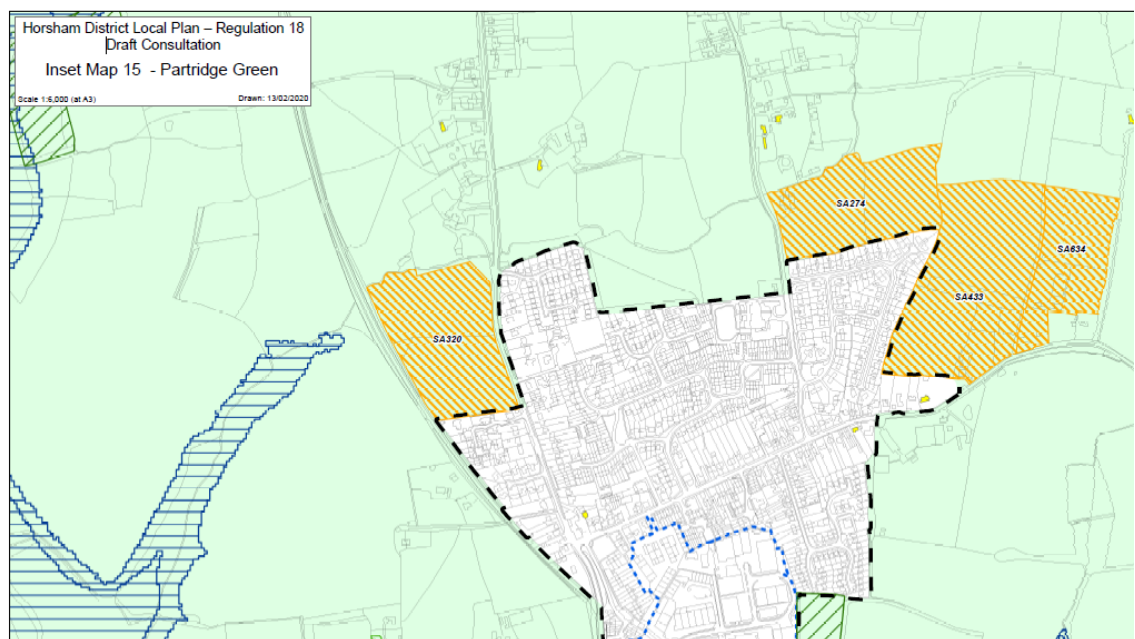 Horsham District Local Plan – Regulation 18
Draft Consultation
Inset Map 15 - Partridge Green
Scale 1:6,000 (at A3) Drawn: 13/02/2020
SA274
SA634
SA433
SA320